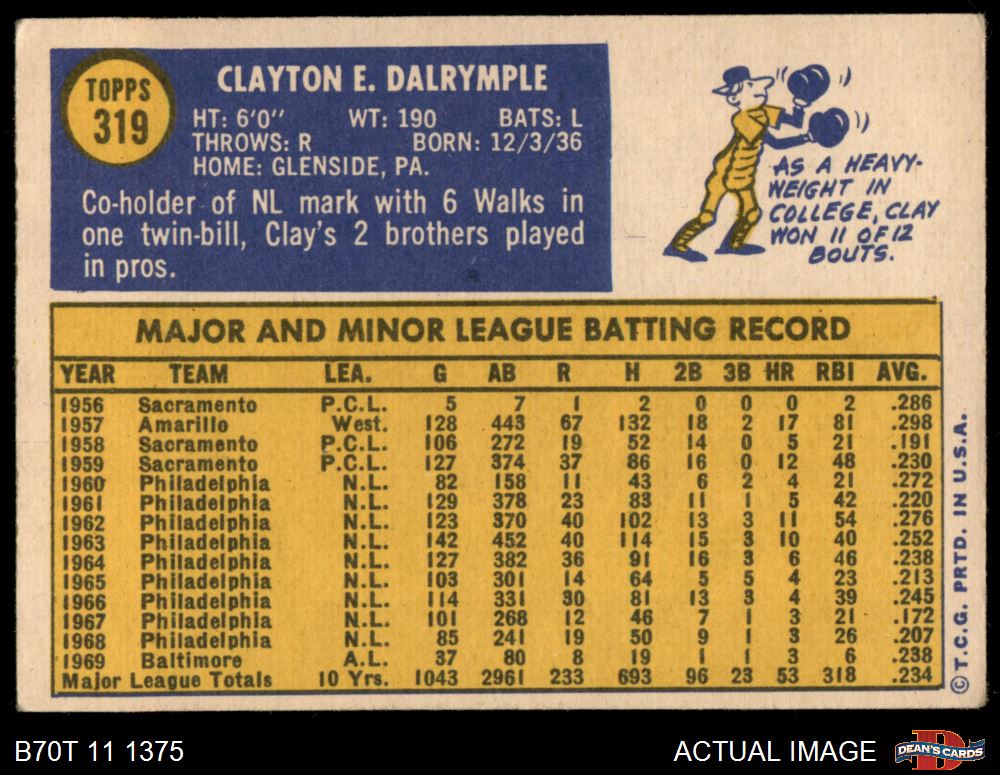 TOPPS
319
CLAYTON E. DALRYMPLE
HT: 6'0" WT: 190 BATS: L
THROWS: R BORN: 12/3/36
HOME: GLENSIDE, PA.
Co-holder of NL mark with 6 Walks in
one twin-bill, Clay's 2 brothers played
in pros.
AS A HEAVY-
WEIGHT IN
COLLEGE, CLAY
WON 11 OF 12
BOUTS.
MAJOR AND MINOR LEAGUE BATTING RECORD
YEAR TEAM LEA. G AB R H 2B 3B HR RBI AVG.
1956 Sacramento P.C.L. 5 7 1 2 0 0 0 2 .286
1957 Amarillo West. 128 443 67 132 18 2 17 81 .298
1958 Sacramento P.C.L. 106 272 19 52 14 0 5 21 .191
1959 Sacramento P.C.L. 127 374 37 86 16 0 12 48 .230
1960 Philadelphia N.L. 82 158 11 43 6 2 4 21 .272
1961 Philadelphia N.L. 129 378 23 83 11 1 5 42 .220
1962 Philadelphia N.L. 123 370 40 102 13 3 11 54 .276
1963 Philadelphia N.L. 142 452 40 114 15 3 10 40 .252
1964 Philadelphia N.L. 127 382 36 91 16 3 6 46 .238
1965 Philadelphia N.L. 103 301 14 64 5 5 4 23 .213
1966 Philadelphia N.L. 114 331 30 81 13 3 4 39 .245
1967 Philadelphia N.L. 101 268 12 46 7 1 3 21 .172
1968 Philadelphia N.L. 85 241 19 50 9 1 3 26 .207
1969 Baltimore A.L. 37 80 8 19 1 1 3 6 .238
Major League Totals 10 Yrs. 1043 2961 233 693 96 23 53 318 .234
© T.C.G. PRTD. IN U.S.A.
B70T 11 1375
ACTUAL IMAGE
DEAN'S CARDS